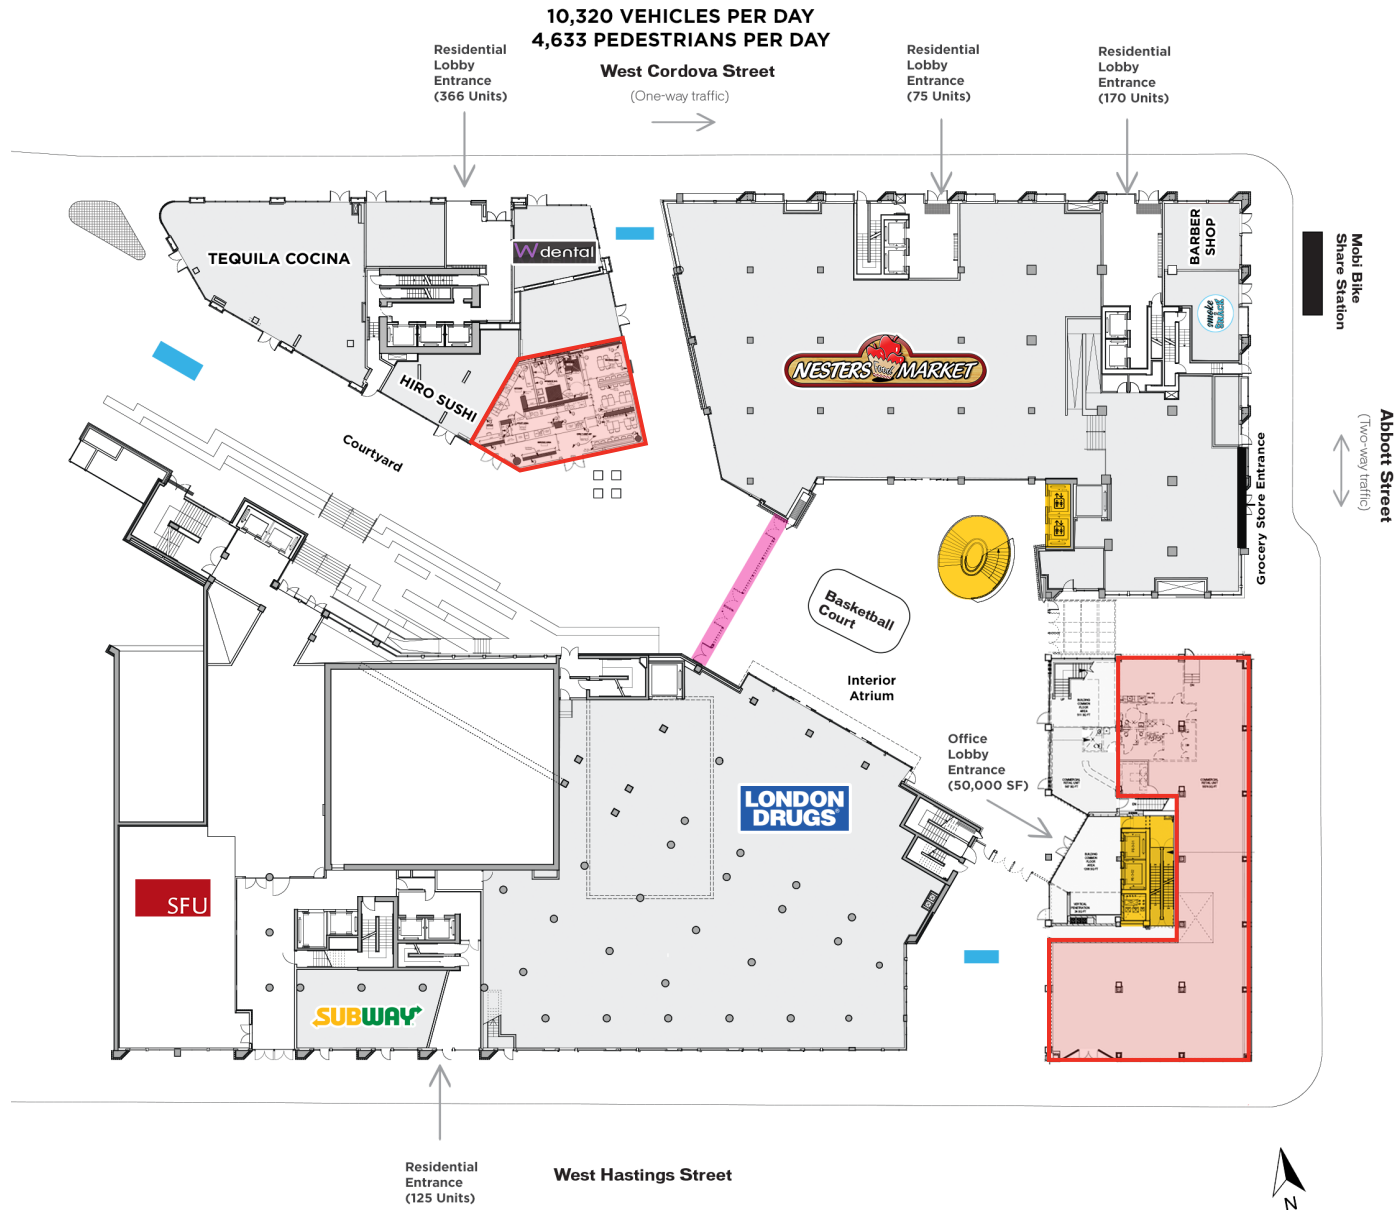 10,320 VEHICLES PER DAY
4,633 PEDESTRIANS PER DAY
West Cordova Street
(One-way traffic)
Residential
Lobby
Entrance
(366 Units)
Residential
Lobby
Entrance
(75 Units)
Residential
Lobby
Entrance
(170 Units)
TEQUILA COCINA
W dental
HIRO SUSHI
NESTERS Food MARKET
BARBER
SHOP
smoke
SNACK
Mobi Bike
Share Station
Abbott Street
(Two-way traffic)
Grocery Store Entrance
Courtyard
Basketball
Court
Interior
Atrium
Office
Lobby
Entrance
(50,000 SF)
LONDON
DRUGS
SFU
SUBWAY
Residential
Entrance
(125 Units)
West Hastings Street
N